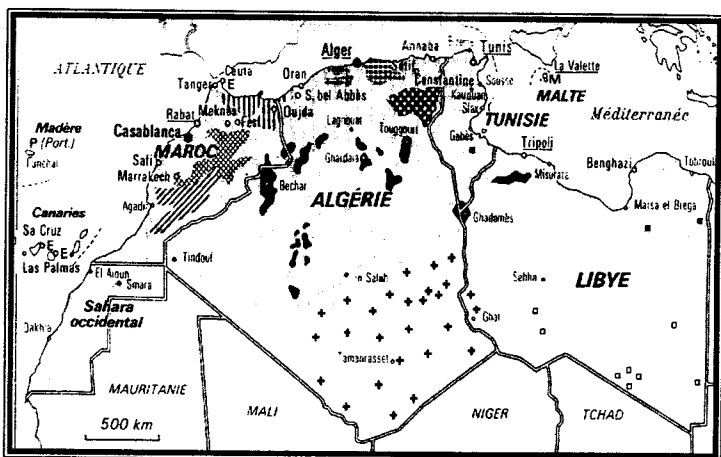 ATLANTIQUE
Madère
P (Port.)
Funchal
Canaries
Sa Cruz
E
E
Las Palmas
Ceuta
Tanger
E
Rabat
Meknès
Fes
Casablanca
MAROC
Safi
Marrakech
Agadir
Oujda
Oran
S. bel Abbès
Alger
Sétif
Annaba
Constantine
Laghouat
Touggourt
Ghardaïa
Bechar
ALGÉRIE
Tindouf
In Salah
Tamanrasset
Tunis
Sousse
Kairouan
Sfax
Gabès
TUNISIE
La Valette
M
MALTE
Méditerranée
Tripoli
Misurata
Benghazi
Tobrouk
Marsa el Brega
Ghadamès
Sebha
LIBYE
Ghat
El Aioun
Smara
Sahara
occidental
Dakhla
MAURITANIE
MALI
NIGER
TCHAD
500 km